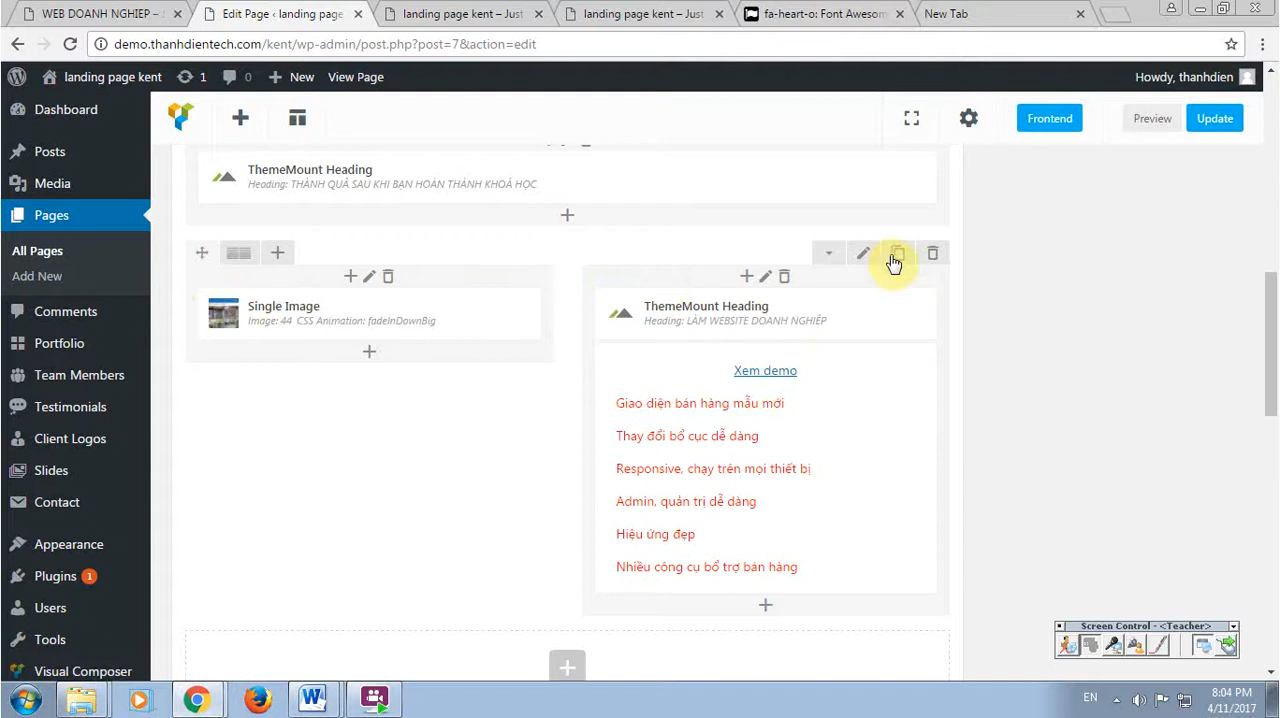 WEB DOANH NGHIỆP –
Edit Page ‹ landing page
landing page kent – Just
landing page kent – Just
fa-heart-o: Font Awesom
New Tab
demo.thanhdientech.com/kent/wp-admin/post.php?post=7&action=edit
landing page kent
1
0
New
View Page
Howdy, thanhdien
Dashboard
Posts
Media
Pages
All Pages
Add New
Comments
Portfolio
Team Members
Testimonials
Client Logos
Slides
Contact
Appearance
Plugins 1
Users
Tools
Visual Composer
Frontend
Preview
Update
ThemeMount Heading
Heading: THÀNH QUẢ SAU KHI BẠN HOÀN THÀNH KHOÁ HỌC
Single Image
Image: 44 CSS Animation: fadeInDownBig
ThemeMount Heading
Heading: LÀM WEBSITE DOANH NGHIỆP
Xem demo
Giao diện bán hàng mẫu mới
Thay đổi bổ cục dễ dàng
Responsive, chạy trên mọi thiết bị
Admin, quản trị dễ dàng
Hiệu ứng đẹp
Nhiều công cụ bổ trợ bán hàng
Screen Control - <Teacher>
EN
8:04 PM
4/11/2017